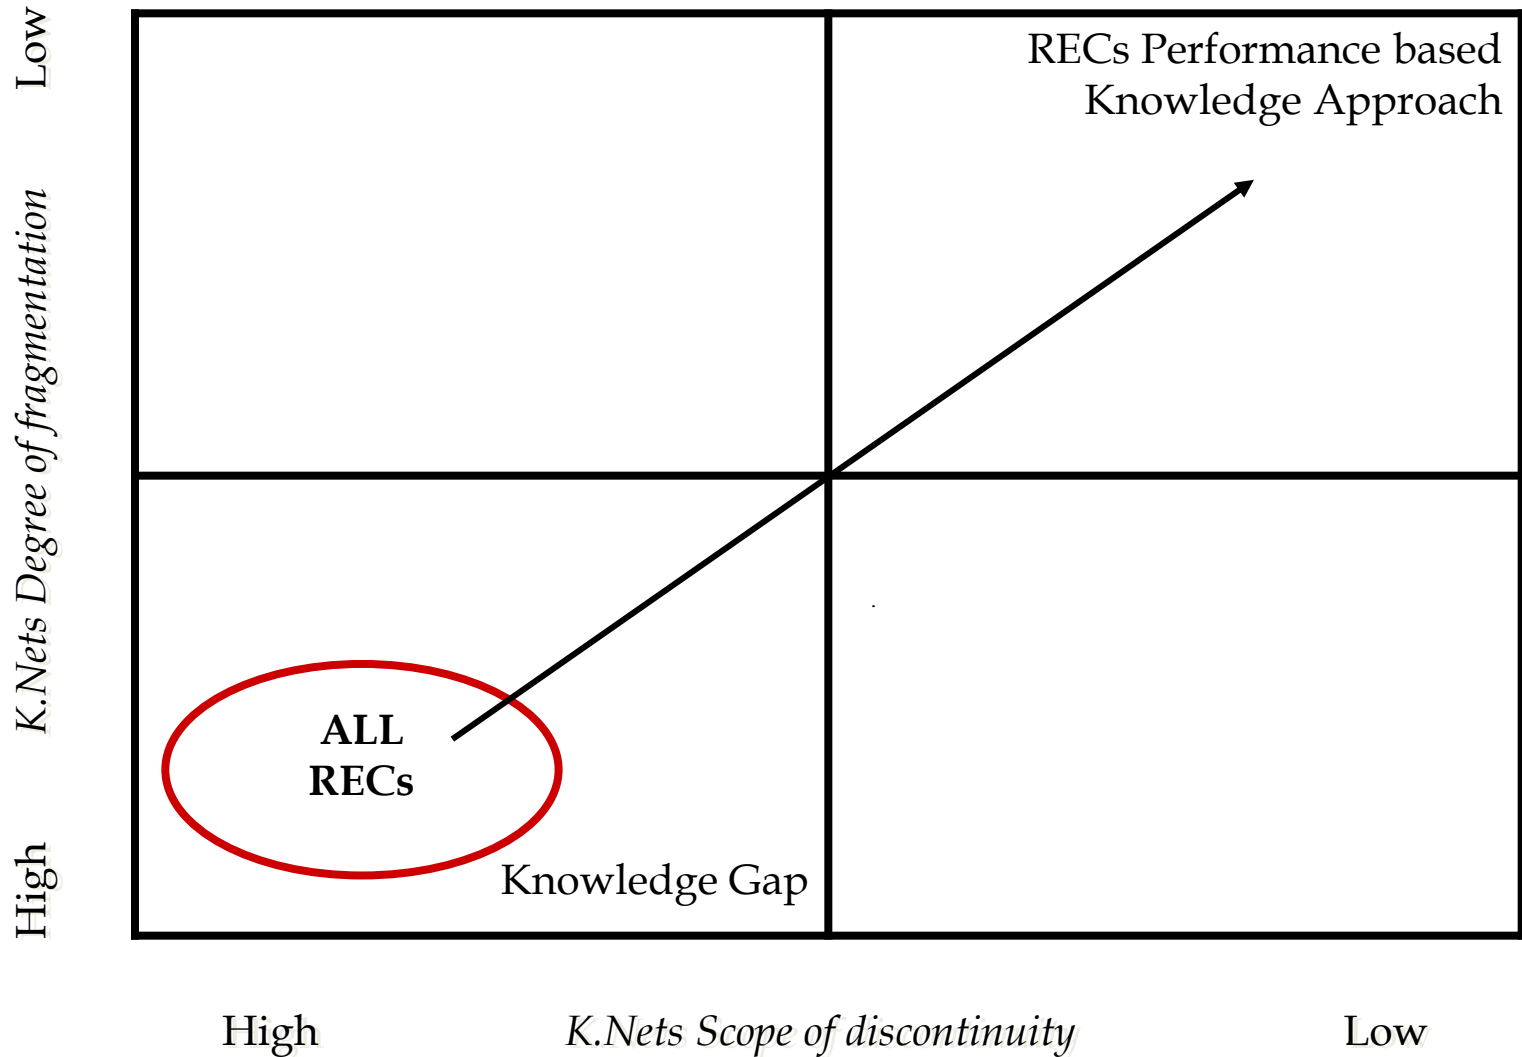 Low
RECs Performance based
Knowledge Approach
K.Nets Degree of fragmentation
ALL
RECs
High
Knowledge Gap
High
K.Nets Scope of discontinuity
Low